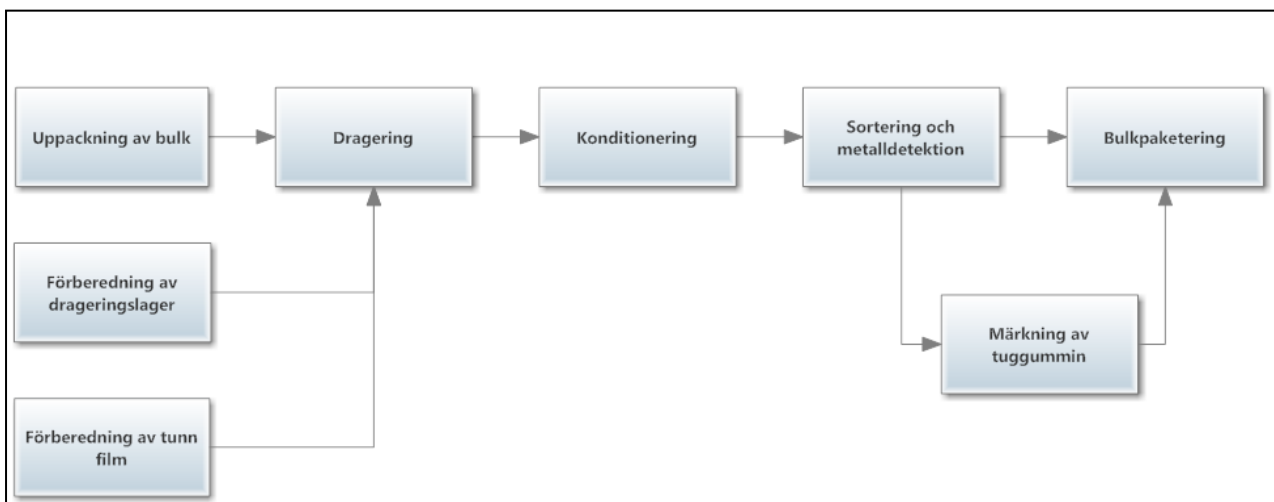 Uppackning av bulk
Dragering
Konditionering
Sortering och
metalldetektion
Bulkpaketering
Förberedning av
drageringslager
Märkning av
tuggummin
Förberedning av tunn
film